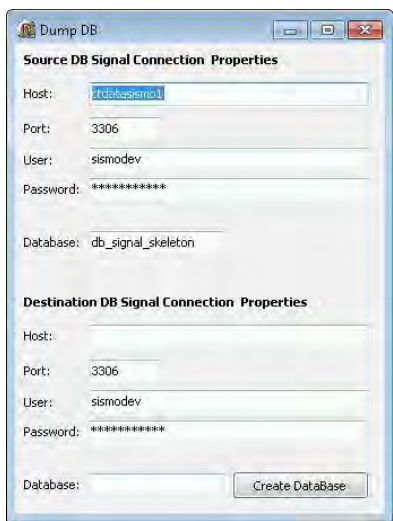 Dump DB
Source DB Signal Connection Properties
Host: ctdatasismo1
Port: 3306
User: sismodev
Password: ***********
Database: db_signal_skeleton
Destination DB Signal Connection Properties
Host:
Port: 3306
User: sismodev
Password: ***********
Database: Create DataBase